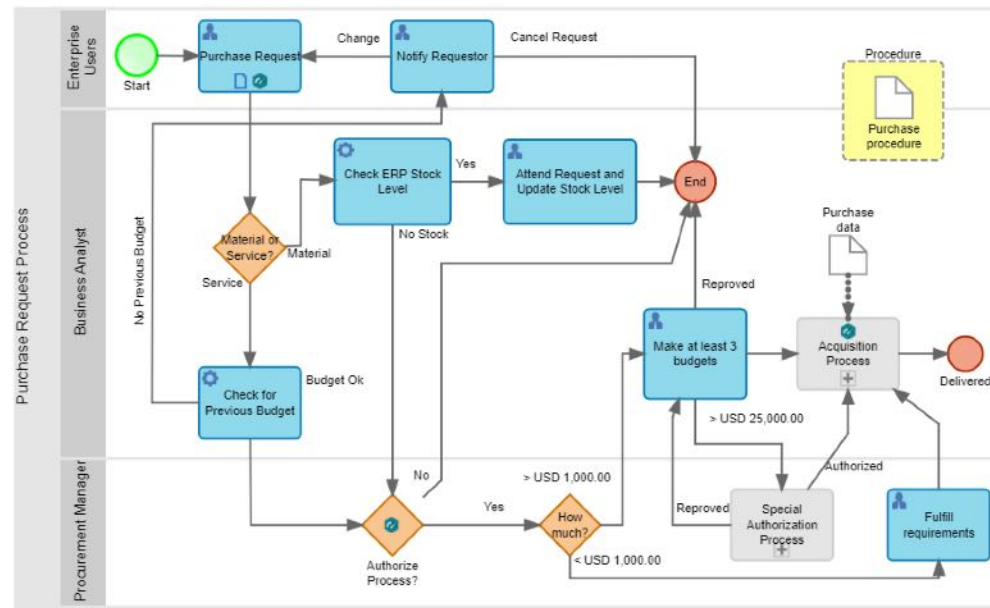 Purchase Request Process
Enterprise
Users
Start
Purchase Request
Change
Notify Requestor
Cancel Request
Procedure
Purchase
procedure
Business Analyst
No Previous Budget
Check ERP Stock
Level
Yes
Attend Request and
Update Stock Level
End
Material or
Service?
Material
Service
No Stock
Purchase
data
Reproved
Make at least 3
budgets
Acquisition
Process
Delivered
Budget Ok
Check for
Previous Budget
> USD 25,000.00
Authorized
Procurement Manager
No
> USD 1,000.00
Authorize
Process?
Yes
How
much?
Reproved
Special
Authorization
Process
Fulfill
requirements
< USD 1,000.00